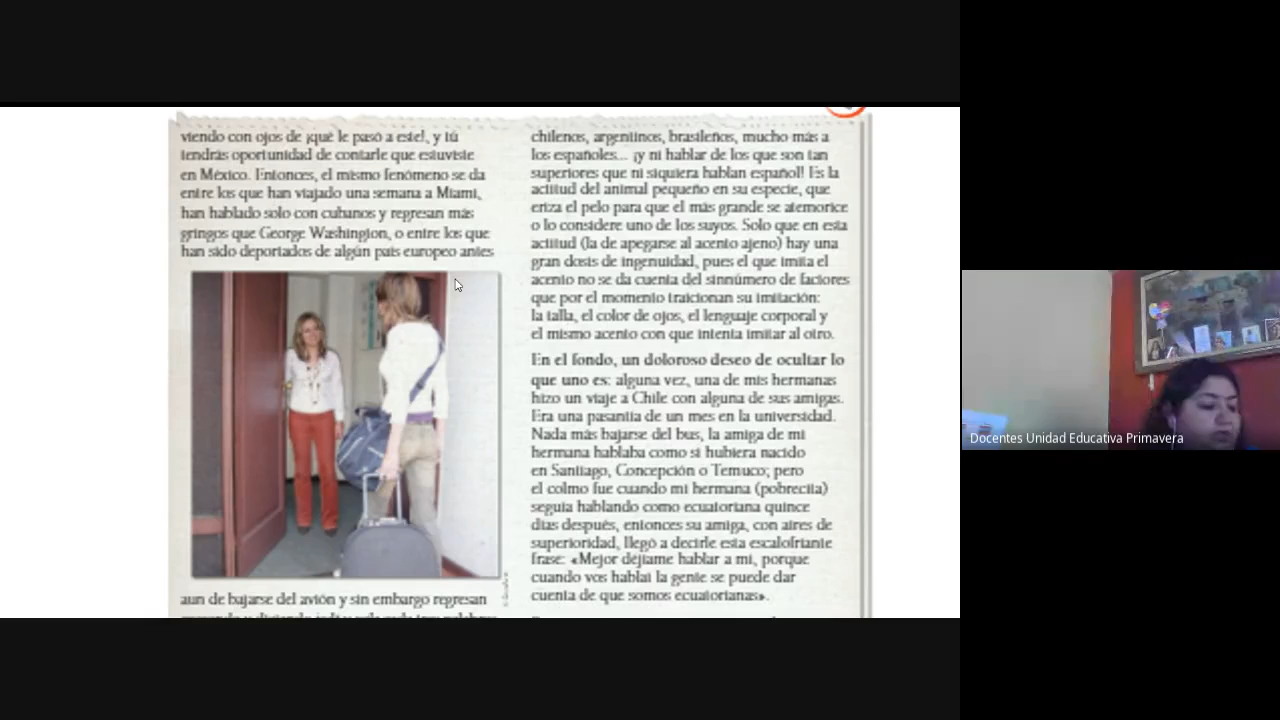 viendo con ojos de ¡qué le pasó a este!, y tú
tendrás oportunidad de contarle que estuviste
en México. Entonces, el mismo fenómeno se da
entre los que han viajado una semana a Miami,
han hablado solo con cubanos y regresan más
gringos que George Washington, o entre los que
han sido deportados de algún país europeo antes
aun de bajarse del avión y sin embargo regresan
chilenos, argentinos, brasileños, mucho más a
los españoles... ¡y ni hablar de los que son tan
superiores que ni siquiera hablan español! Es la
actitud del animal pequeño en su especie, que
eriza el pelo para que el más grande se atemorice
o lo considere uno de los suyos. Solo que en esta
actitud (la de apegarse al acento ajeno) hay una
gran dosis de ingenuidad, pues el que imita el
acento no se da cuenta del sinnúmero de factores
que por el momento traicionan su imitación:
la talla, el color de ojos, el lenguaje corporal y
el mismo acento con que intenta imitar al otro.
En el fondo, un doloroso deseo de ocultar lo
que uno es: alguna vez, una de mis hermanas
hizo un viaje a Chile con alguna de sus amigas.
Era una pasantía de un mes en la universidad.
Nada más bajarse del bus, la amiga de mi
hermana hablaba como si hubiera nacido
en Santiago, Concepción o Temuco; pero
el colmo fue cuando mi hermana (pobrecita)
seguía hablando como ecuatoriana quince
días después, entonces su amiga, con aires de
superioridad, llegó a decirle esta escalofriante
frase: «Mejor déjiame hablar a mí, porque
cuando vos hablai la gente se puede dar
cuenta de que somos ecuatorianas».
Docentes Unidad Educativa Primavera